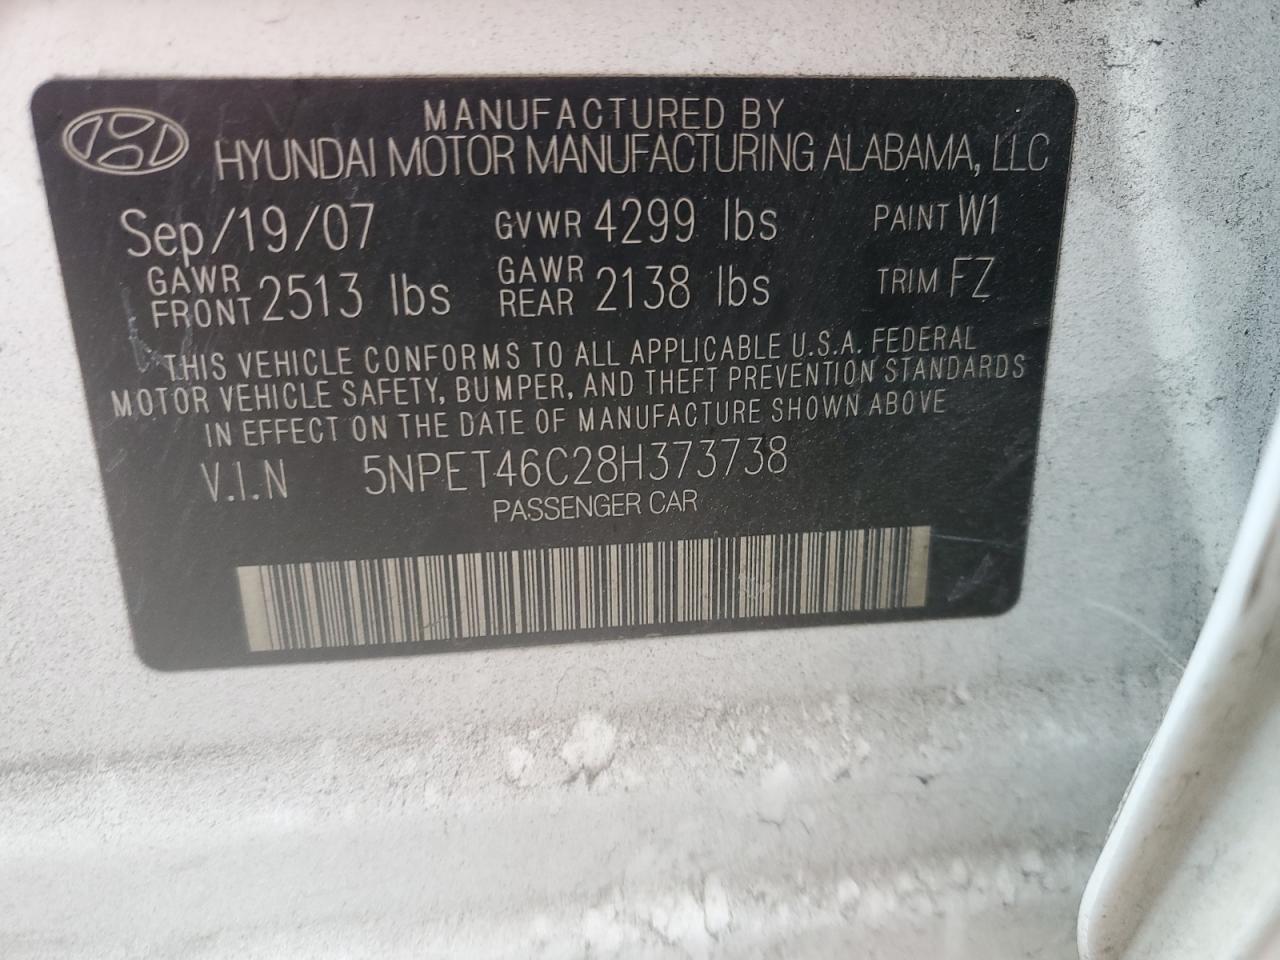 MANUFACTURED BY
HYUNDAI MOTOR MANUFACTURING ALABAMA, LLC
Sep/19/07 GVWR 4299 lbs PAINT W1
GAWR FRONT 2513 lbs GAWR REAR 2138 lbs TRIM FZ
THIS VEHICLE CONFORMS TO ALL APPLICABLE U.S.A. FEDERAL
MOTOR VEHICLE SAFETY, BUMPER, AND THEFT PREVENTION STANDARDS
IN EFFECT ON THE DATE OF MANUFACTURE SHOWN ABOVE
V.I.N 5NPET46C28H373738
PASSENGER CAR